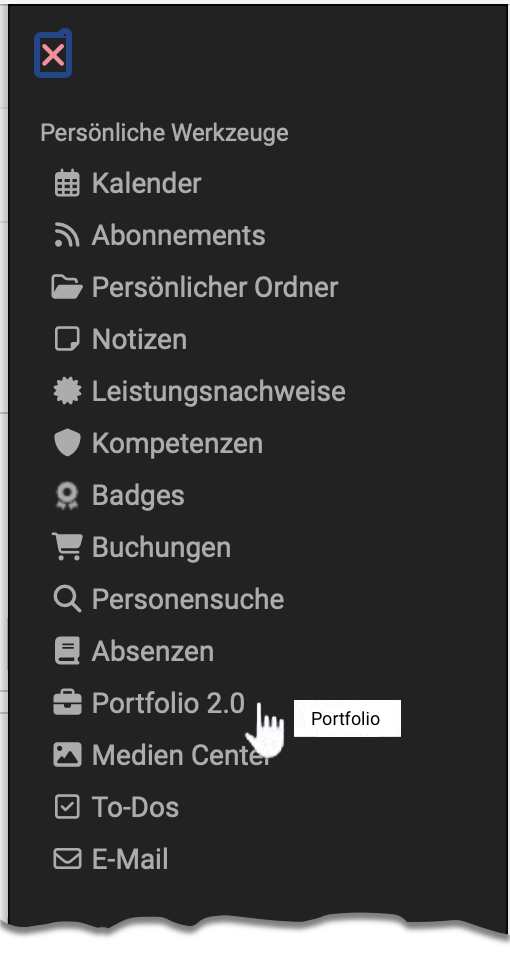 Persönliche Werkzeuge
Kalender
Abonnements
Persönlicher Ordner
Notizen
Leistungsnachweise
Kompetenzen
Badges
Buchungen
Personensuche
Absenzen
Portfolio 2.0
Portfolio
Medien Center
To-Dos
E-Mail